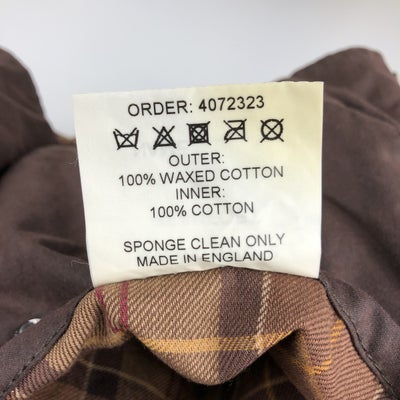 ORDER: 4072323
OUTER:
100% WAXED COTTON
INNER:
100% COTTON
SPONGE CLEAN ONLY
MADE IN ENGLAND